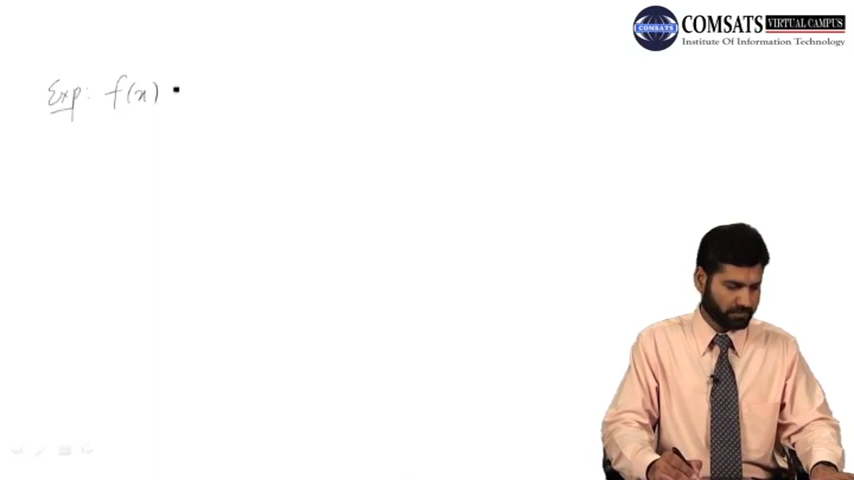 COMSATS VIRTUAL CAMPUS
Institute Of Information Technology
COMSATS
Exp: f(x)